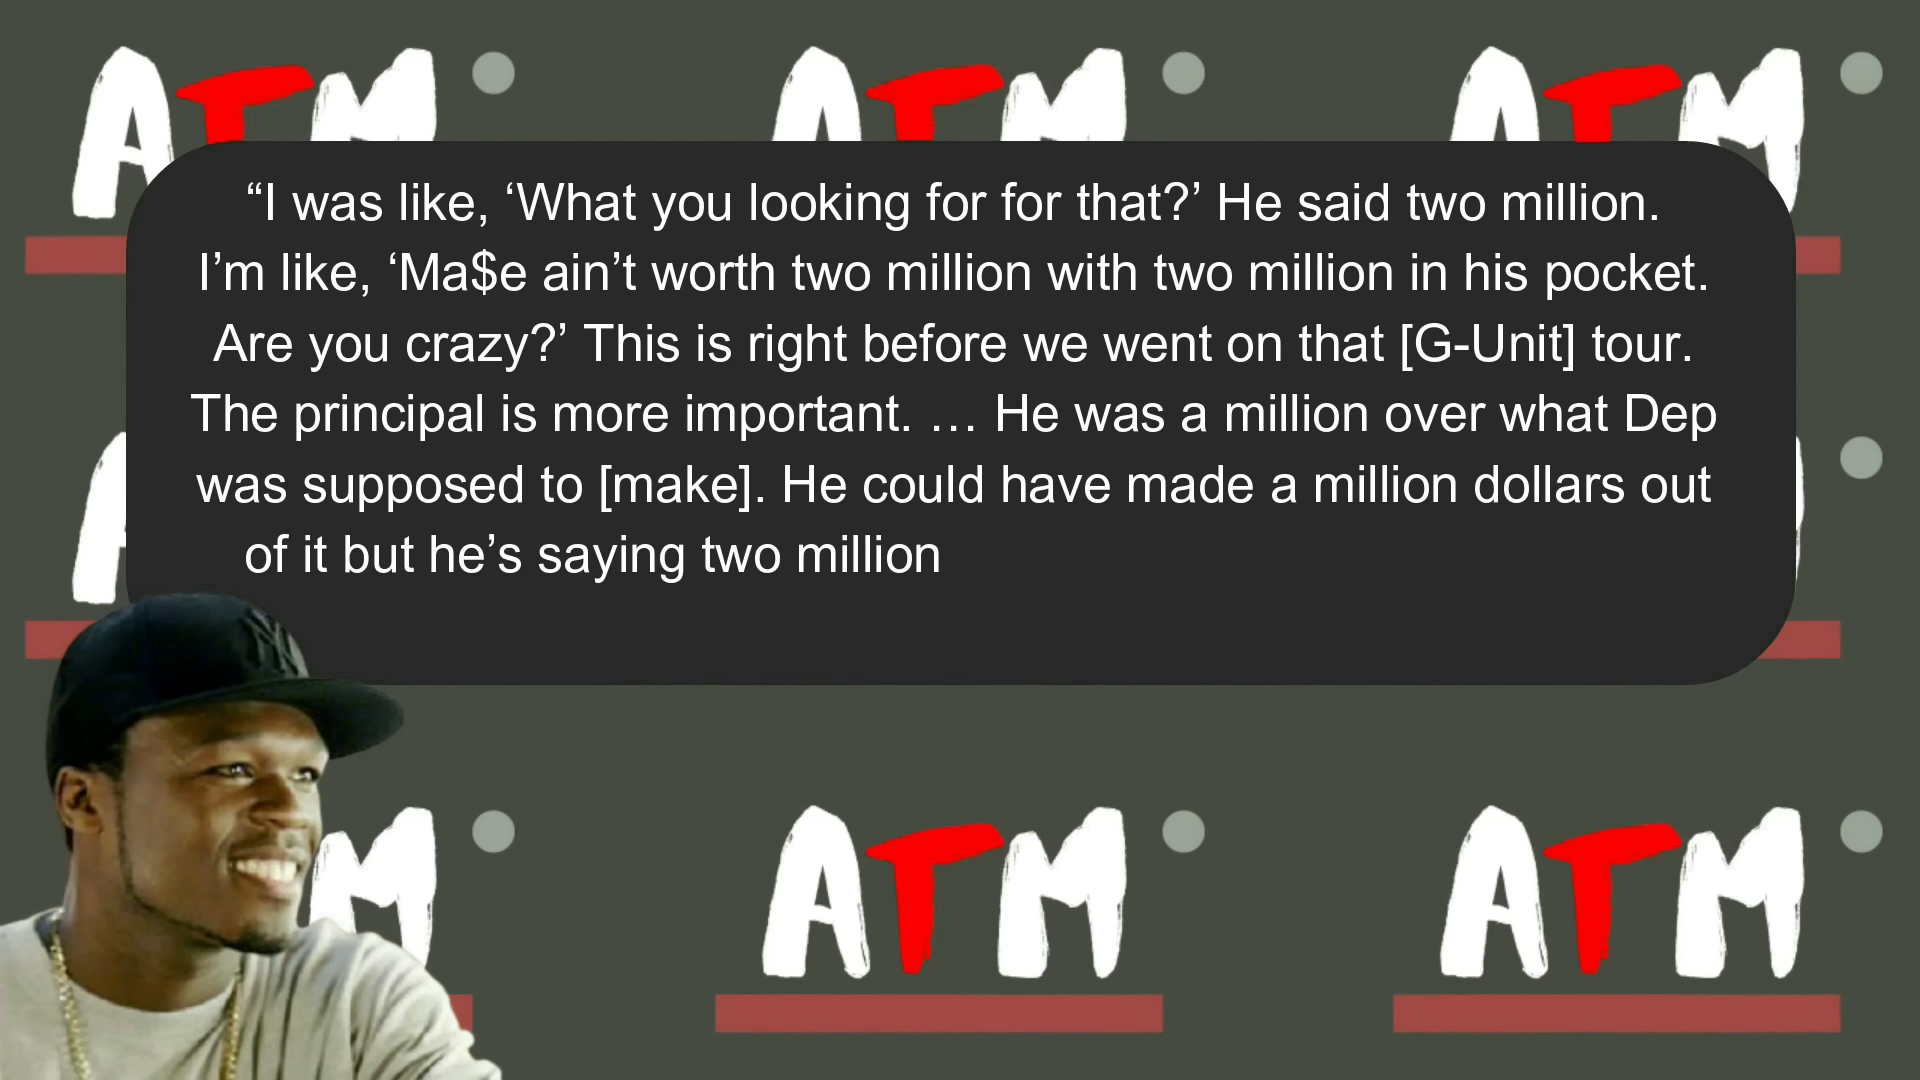 ATM ATM ATM
“I was like, ‘What you looking for for that?’ He said two million.
I’m like, ‘Ma$e ain’t worth two million with two million in his pocket.
Are you crazy?’ This is right before we went on that [G-Unit] tour.
The principal is more important. … He was a million over what Dep
was supposed to [make]. He could have made a million dollars out
of it but he’s saying two million
M ATM ATM